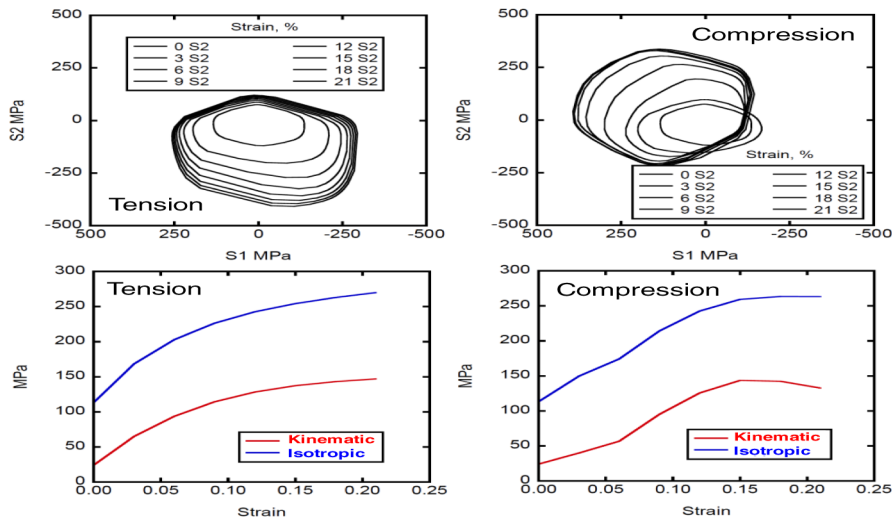 500
250
0
-250
-500
S2 MPa
Strain, %
0 S2 12 S2
3 S2 15 S2
6 S2 18 S2
9 S2 21 S2
Tension
500 250 0 -250 -500
S1 MPa
500
250
0
-250
-500
S2 MPa
Compression
Strain, %
0 S2 12 S2
3 S2 15 S2
6 S2 18 S2
9 S2 21 S2
500 250 0 -250 -500
S1 MPa
300
250
200
150
100
50
0
MPa
Tension
Kinematic
Isotropic
0.00 0.05 0.10 0.15 0.20 0.25
Strain
300
250
200
150
100
50
0
MPa
Compression
Kinematic
Isotropic
0.00 0.05 0.10 0.15 0.20 0.25
Strain